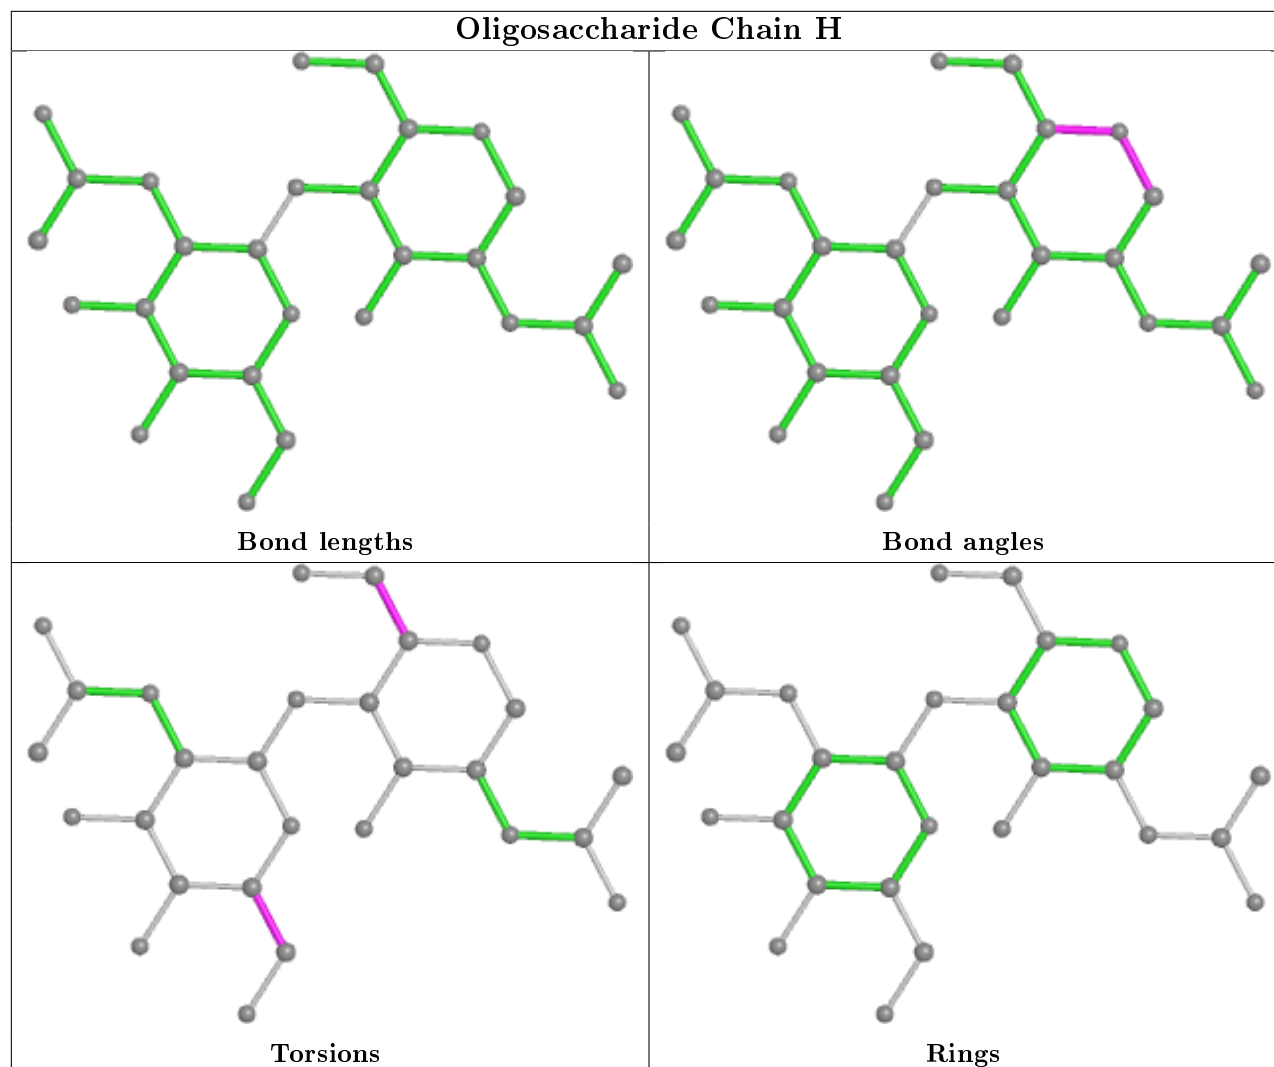 Oligosaccharide Chain H
Bond lengths
Bond angles
Torsions
Rings